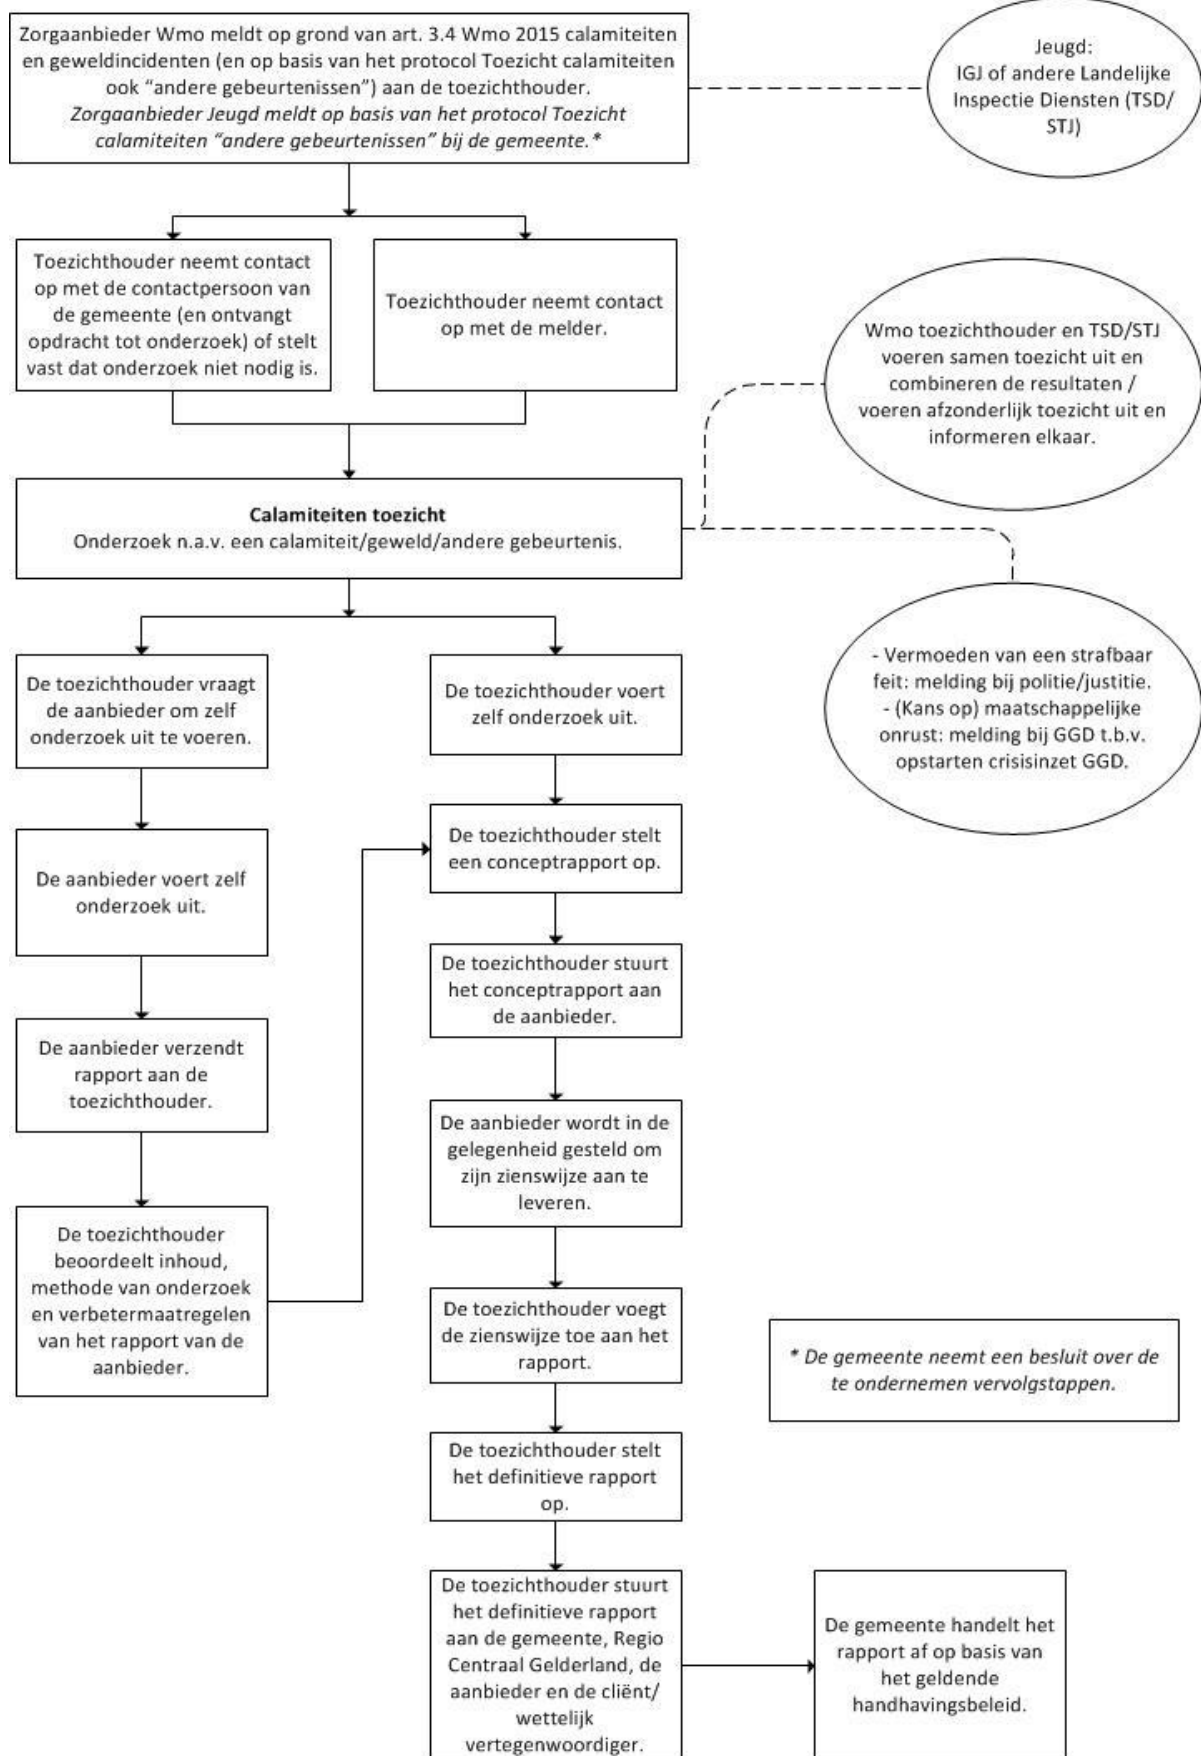 Zorgaanbieder Wmo meldt op grond van art. 3.4 Wmo 2015 calamiteiten
en geweldincidenten (en op basis van het protocol Toezicht calamiteiten
ook “andere gebeurtenissen”) aan de toezichthouder.
Zorgaanbieder Jeugd meldt op basis van het protocol Toezicht
calamiteiten “andere gebeurtenissen” bij de gemeente.*
Jeugd:
IGJ of andere Landelijke
Inspectie Diensten (TSD/
STJ)
Toezichthouder neemt contact
op met de contactpersoon van
de gemeente (en ontvangt
opdracht tot onderzoek) of stelt
vast dat onderzoek niet nodig is.
Toezichthouder neemt contact
op met de melder.
Wmo toezichthouder en TSD/STJ
voeren samen toezicht uit en
combineren de resultaten /
voeren afzonderlijk toezicht uit en
informeren elkaar.
Calamiteiten toezicht
Onderzoek n.a.v. een calamiteit/geweld/andere gebeurtenis.
- Vermoeden van een strafbaar
feit: melding bij politie/justitie.
- (Kans op) maatschappelijke
onrust: melding bij GGD t.b.v.
opstarten crisisinzet GGD.
De toezichthouder vraagt
de aanbieder om zelf
onderzoek uit te voeren.
De aanbieder voert zelf
onderzoek uit.
De aanbieder verzendt
rapport aan de
toezichthouder.
De toezichthouder
beoordeelt inhoud,
methode van onderzoek
en verbetermaatregelen
van het rapport van de
aanbieder.
De toezichthouder voert
zelf onderzoek uit.
De toezichthouder stelt
een conceptrapport op.
De toezichthouder stuurt
het conceptrapport aan
de aanbieder.
De aanbieder wordt in de
gelegenheid gesteld om
zijn zienswijze aan te
leveren.
De toezichthouder voegt
de zienswijze toe aan het
rapport.
De toezichthouder stelt
het definitieve rapport
op.
De toezichthouder stuurt
het definitieve rapport
aan de gemeente, Regio
Centraal Gelderland, de
aanbieder en de cliënt/
wettelijk
vertegenwoordiger.
* De gemeente neemt een besluit over de
te ondernemen vervolgstappen.
De gemeente handelt het
rapport af op basis van
het geldende
handhavingsbeleid.